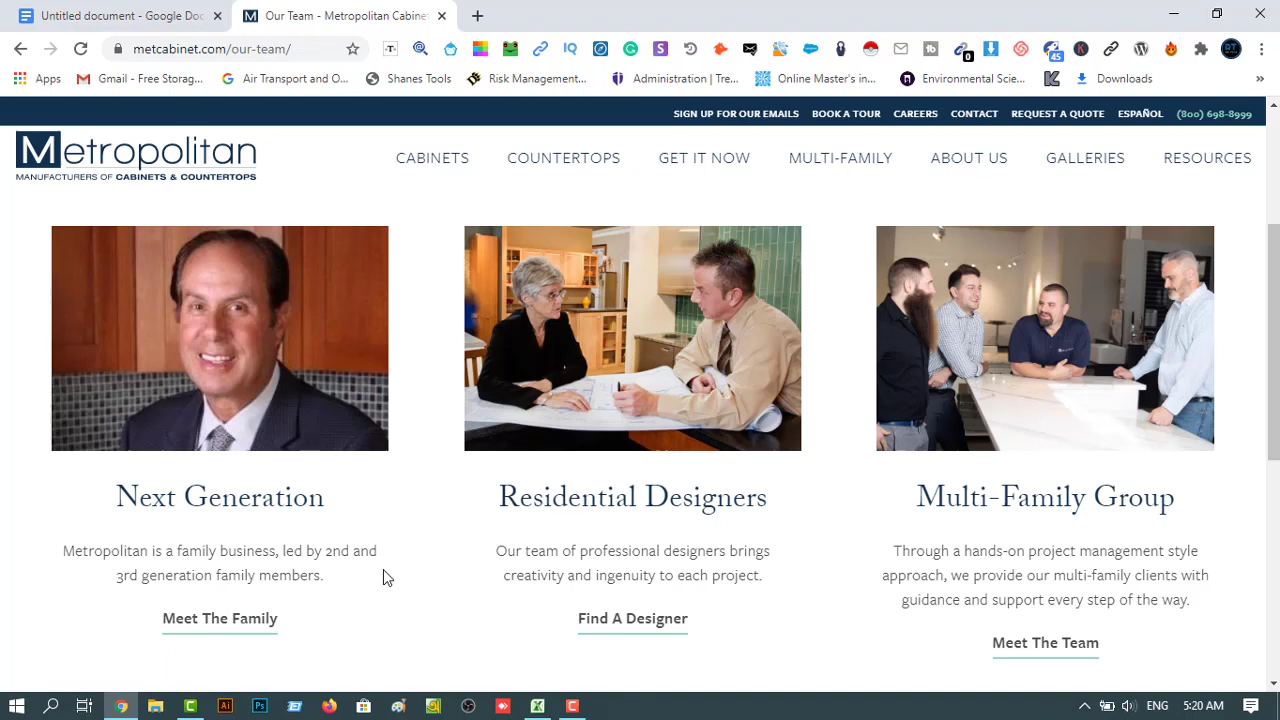 Untitled document - Google Doc
Our Team - Metropolitan Cabinet
metcabinet.com/our-team/
0
45
Apps
Gmail - Free Storag...
Air Transport and O...
Shanes Tools
Risk Management...
Administration | Tre...
Online Master's in...
Environmental Scie...
Downloads
SIGN UP FOR OUR EMAILS BOOK A TOUR CAREERS CONTACT REQUEST A QUOTE ESPAÑOL (800) 698-8999
Metropolitan
MANUFACTURERS OF CABINETS & COUNTERTOPS
CABINETS COUNTERTOPS GET IT NOW MULTI-FAMILY ABOUT US GALLERIES RESOURCES
Next Generation
Metropolitan is a family business, led by 2nd and
3rd generation family members.
Meet The Family
Residential Designers
Our team of professional designers brings
creativity and ingenuity to each project.
Find A Designer
Multi-Family Group
Through a hands-on project management style
approach, we provide our multi-family clients with
guidance and support every step of the way.
Meet The Team
ENG 5:20 AM